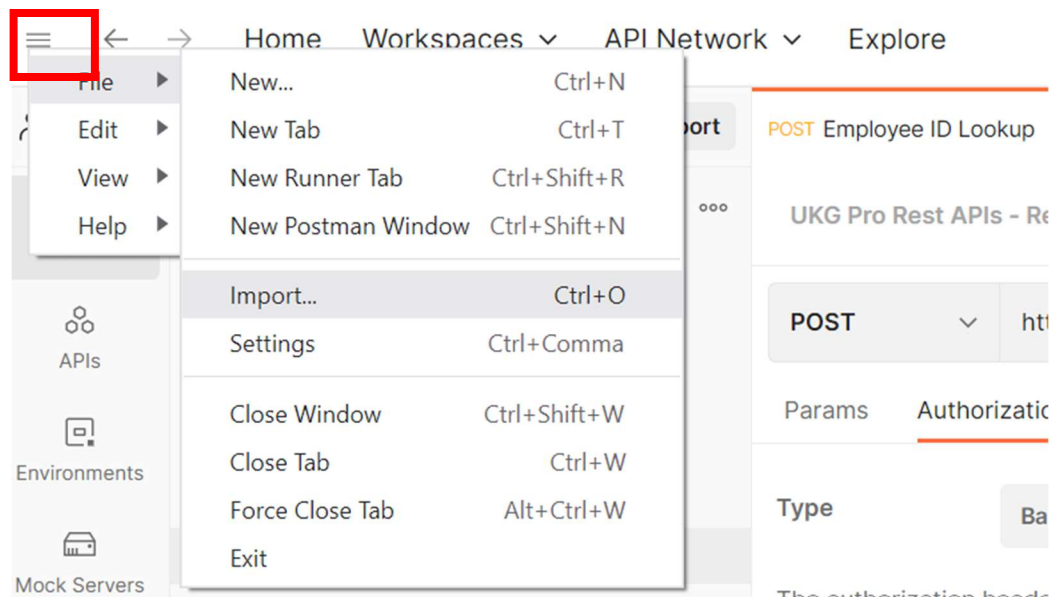 Home Workspaces API Network Explore
File
Edit
View
Help
New... Ctrl+N
New Tab Ctrl+T
New Runner Tab Ctrl+Shift+R
New Postman Window Ctrl+Shift+N
Import... Ctrl+O
Settings Ctrl+Comma
Close Window Ctrl+Shift+W
Close Tab Ctrl+W
Force Close Tab Alt+Ctrl+W
Exit
APIs
Environments
Mock Servers
ort
POST Employee ID Lookup
UKG Pro Rest APIs - Re
POST htt
Params Authorizatio
Type Ba